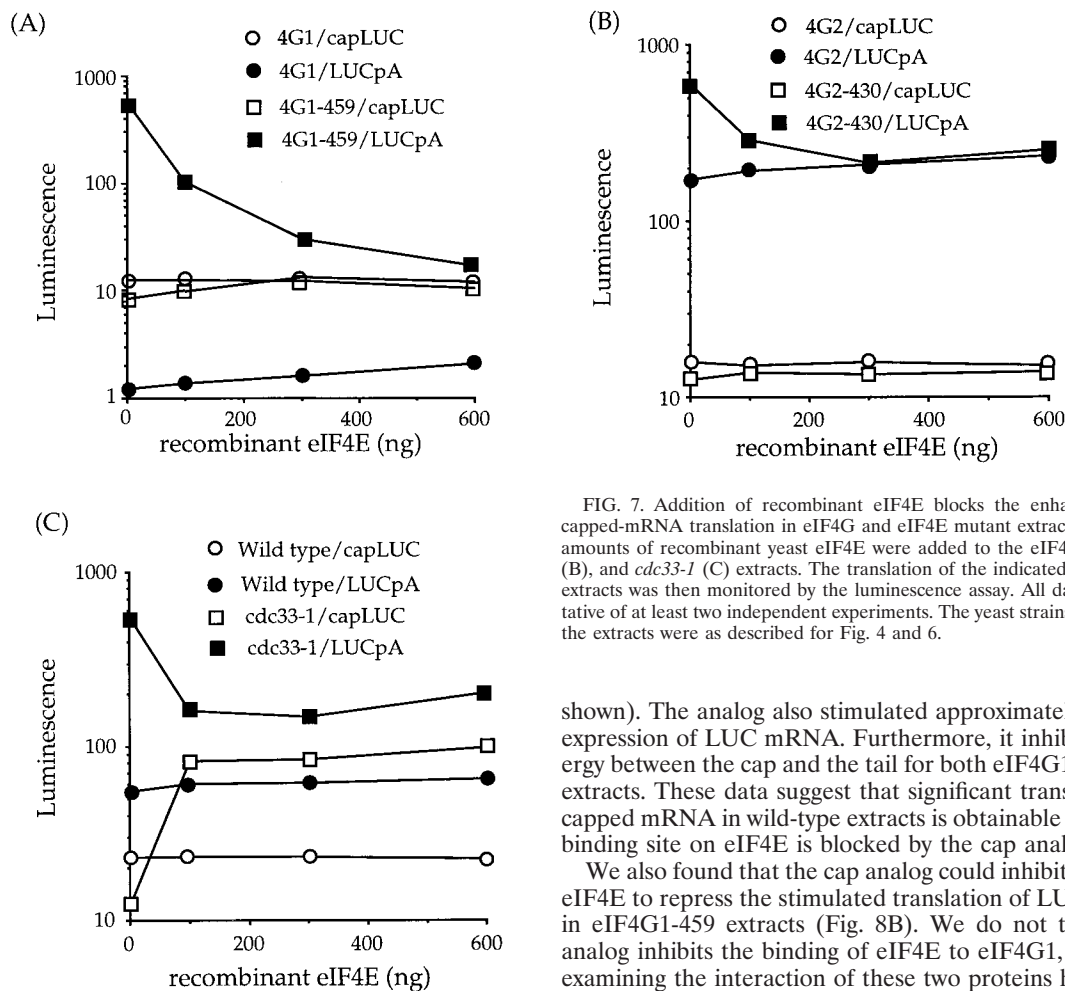 (A)
4G1/capLUC
4G1/LUCpA
4G1-459/capLUC
4G1-459/LUCpA
1000
100
10
1
Luminescence
0 200 400 600
recombinant eIF4E (ng)
(B)
4G2/capLUC
4G2/LUCpA
4G2-430/capLUC
4G2-430/LUCpA
1000
100
10
Luminescence
0 200 400 600
recombinant eIF4E (ng)
(C)
Wild type/capLUC
Wild type/LUCpA
cdc33-1/capLUC
cdc33-1/LUCpA
1000
100
10
Luminescence
0 200 400 600
recombinant eIF4E (ng)
FIG. 7. Addition of recombinant eIF4E blocks the enha
capped-mRNA translation in eIF4G and eIF4E mutant extrac
amounts of recombinant yeast eIF4E were added to the eIF4
(B), and cdc33-1 (C) extracts. The translation of the indicated
extracts was then monitored by the luminescence assay. All da
tative of at least two independent experiments. The yeast strains
the extracts were as described for Fig. 4 and 6.
shown). The analog also stimulated approximatel
expression of LUC mRNA. Furthermore, it inhib
ergy between the cap and the tail for both eIF4G1
extracts. These data suggest that significant trans
capped mRNA in wild-type extracts is obtainable
binding site on eIF4E is blocked by the cap anal
We also found that the cap analog could inhibit
eIF4E to repress the stimulated translation of LU
in eIF4G1-459 extracts (Fig. 8B). We do not t
analog inhibits the binding of eIF4E to eIF4G1,
examining the interaction of these two proteins h